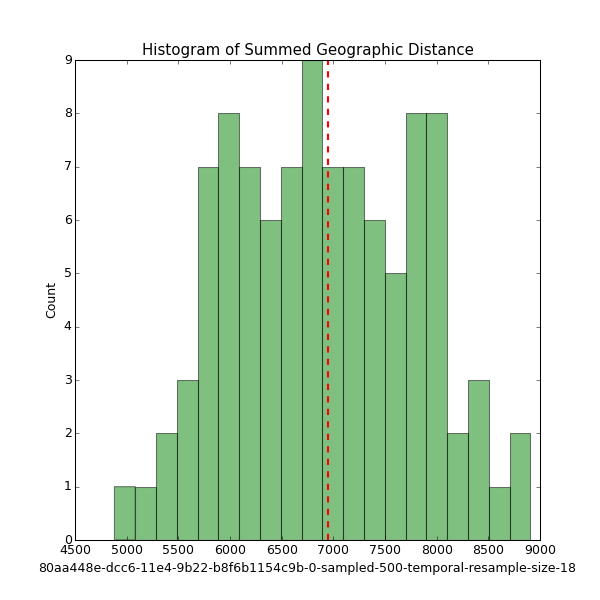 Histogram of Summed Geographic Distance
9
8
7
6
5
4
3
2
1
0
Count
4500 5000 5500 6000 6500 7000 7500 8000 8500 9000
80aa448e-dcc6-11e4-9b22-b8f6b1154c9b-0-sampled-500-temporal-resample-size-18